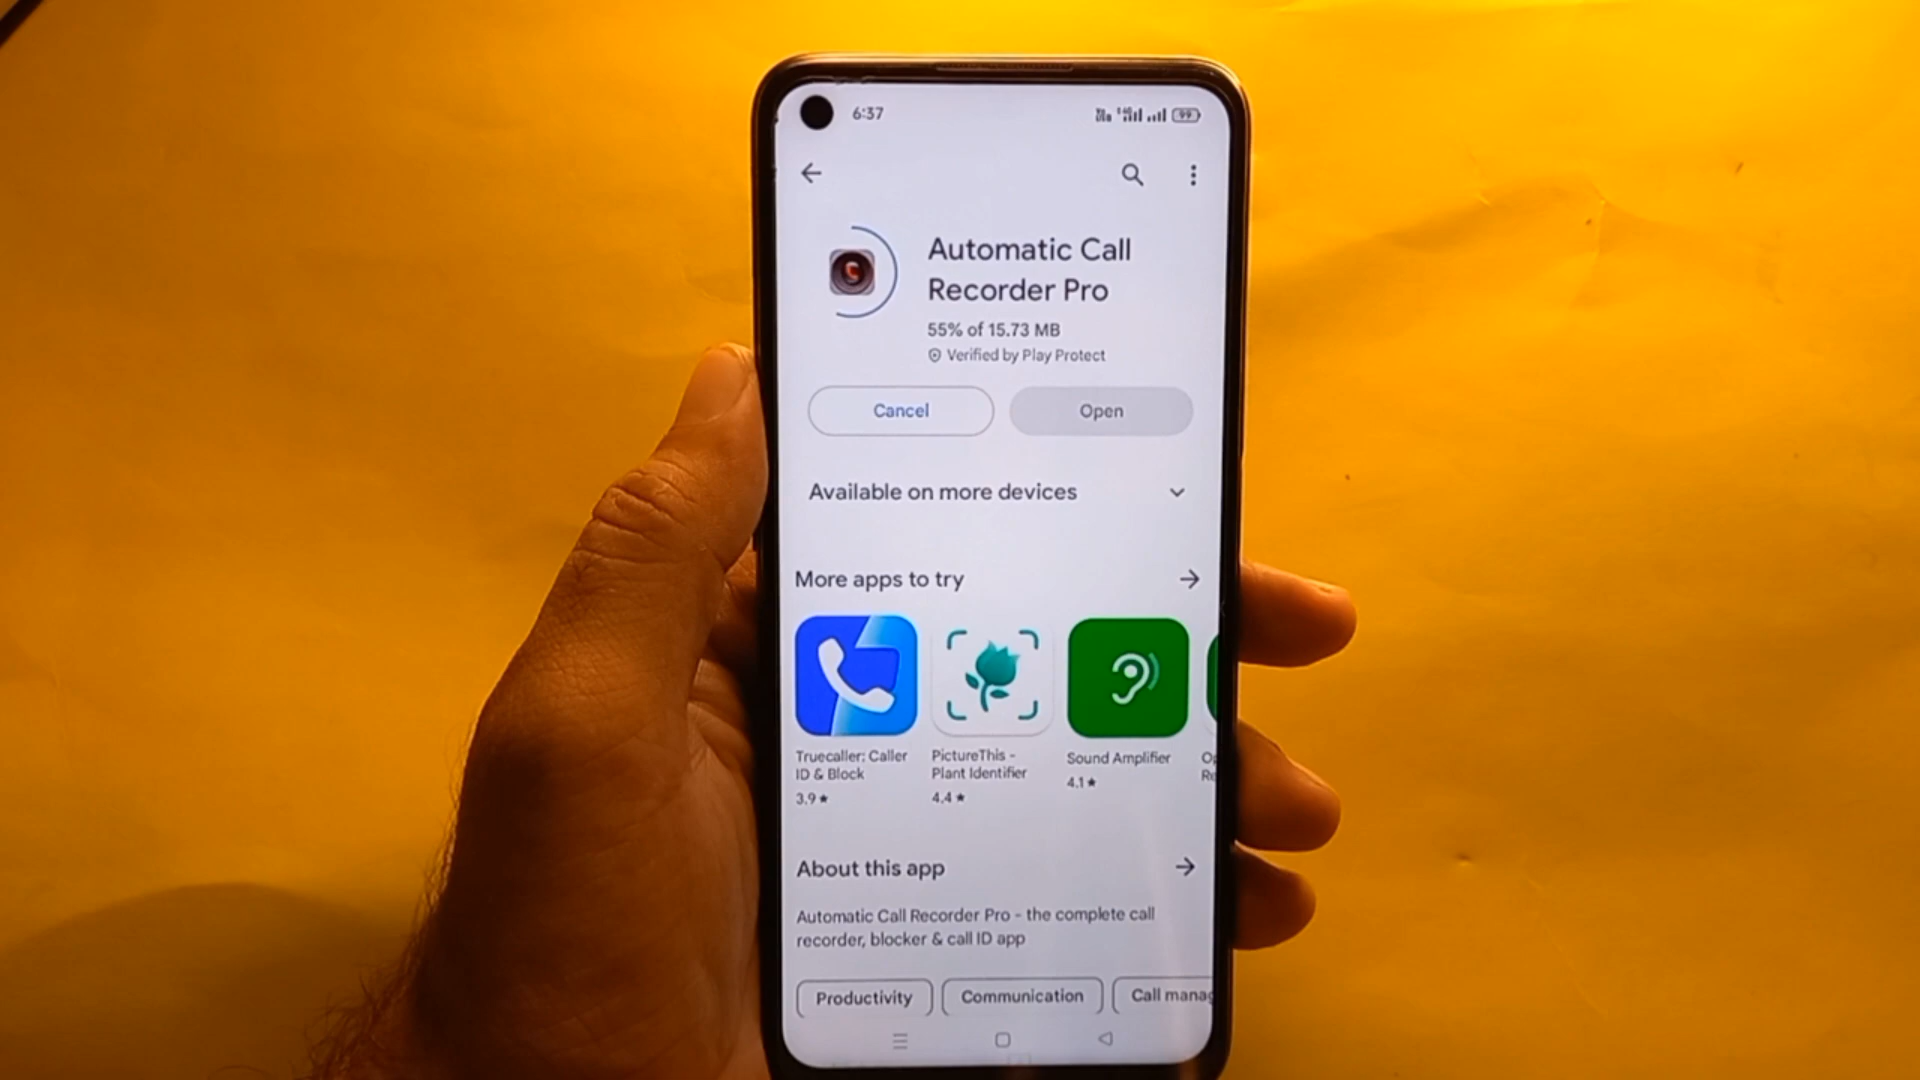 6:37
99
Automatic Call
Recorder Pro
55% of 15.73 MB
Verified by Play Protect
Cancel
Open
Available on more devices
More apps to try
Truecaller: Caller
ID & Block
3.9★
PictureThis -
Plant Identifier
4.4★
Sound Amplifier
4.1★
About this app
Automatic Call Recorder Pro - the complete call
recorder, blocker & call ID app
Productivity
Communication
Call manag